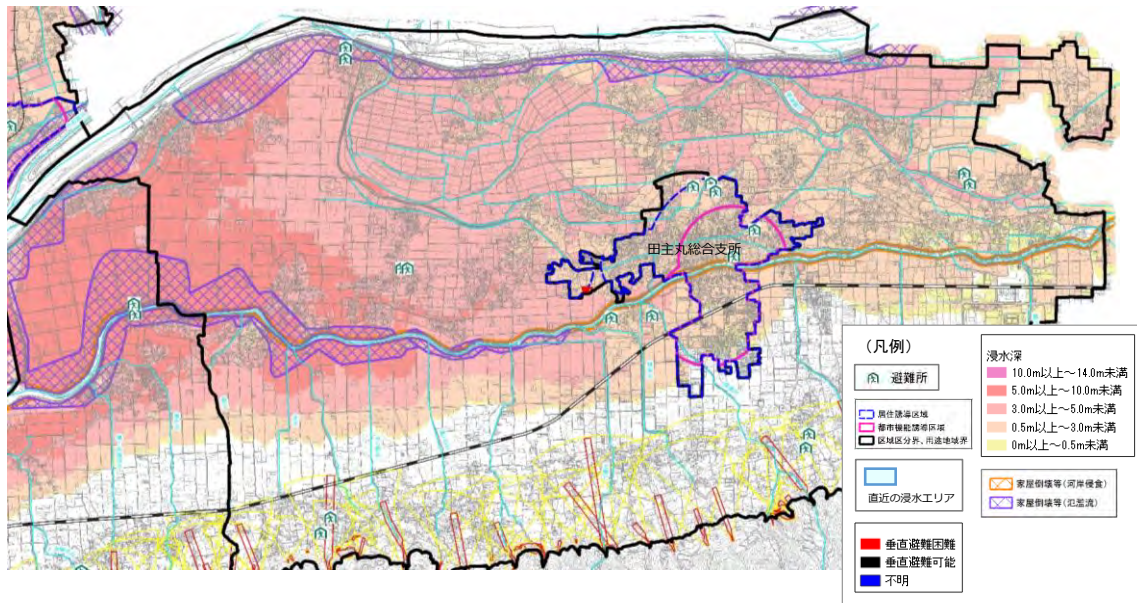 田主丸総合支所
(凡例)
避難所
居住誘導区域
都市機能誘導区域
区域区分界、用途地域界
直近の浸水エリア
垂直避難困難
垂直避難可能
不明
浸水深
10.0m以上～14.0m未満
5.0m以上～10.0m未満
3.0m以上～5.0m未満
0.5m以上～3.0m未満
0m以上～0.5m未満
家屋倒壊等(河岸侵食)
家屋倒壊等(氾濫流)